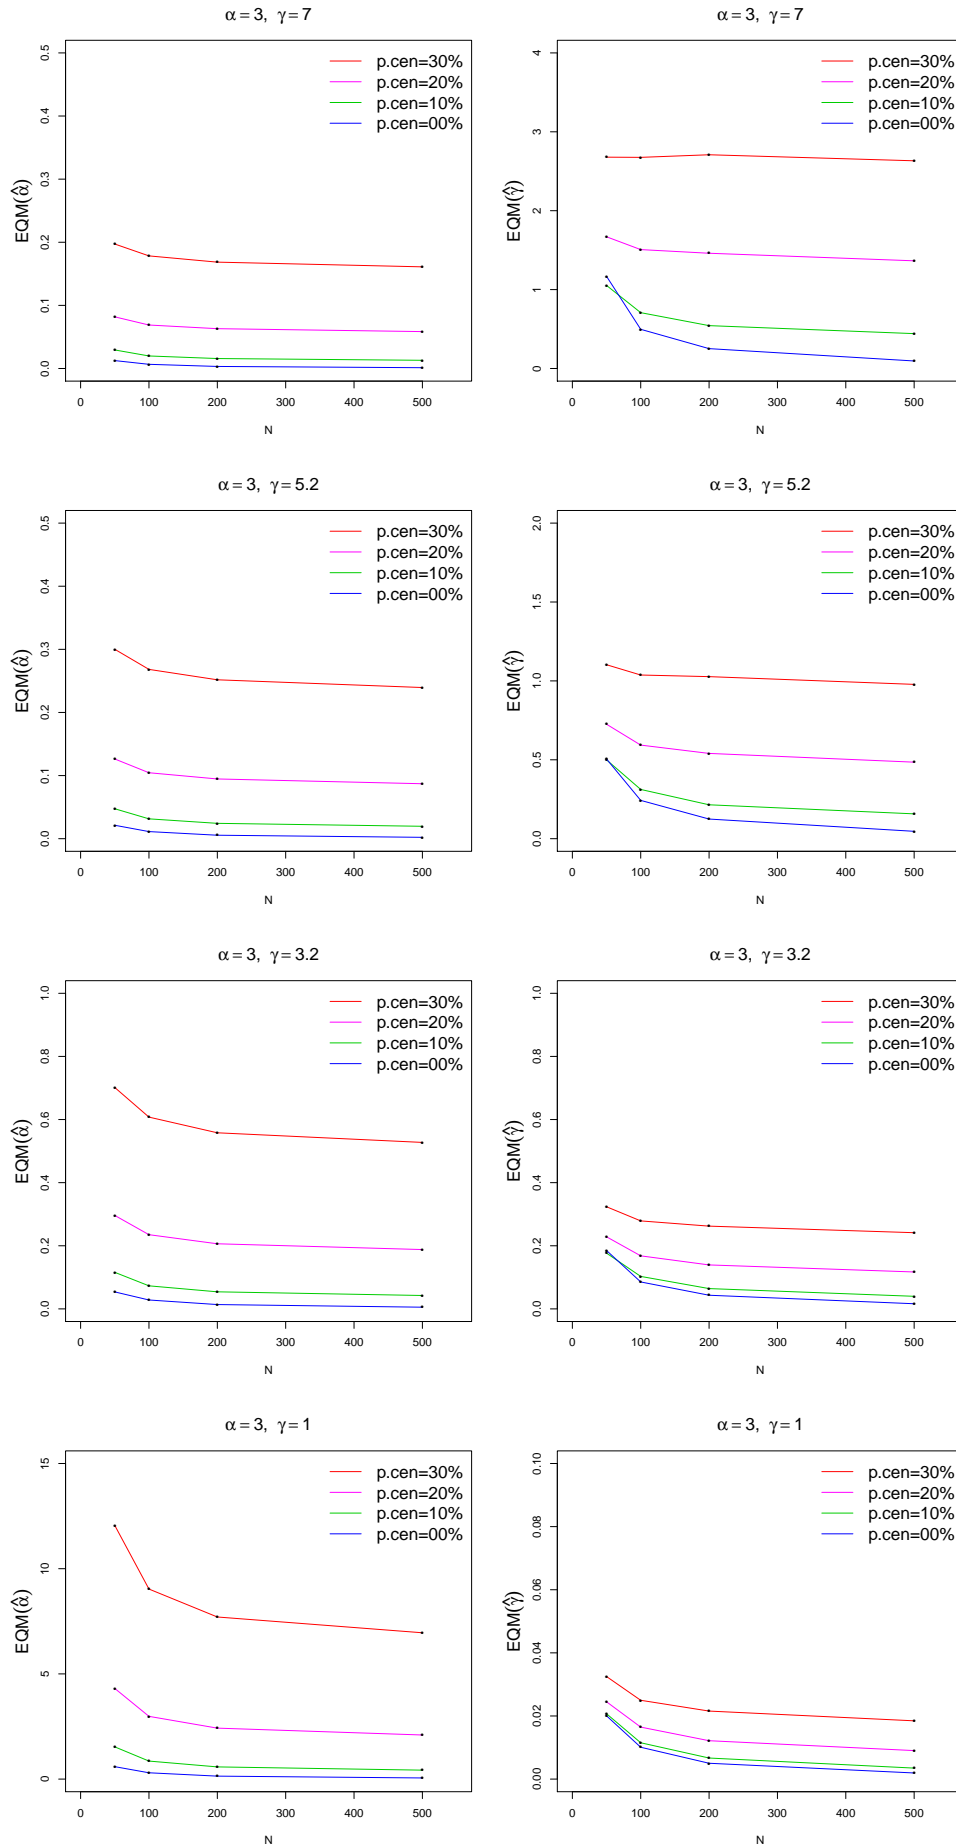 α = 3, γ = 7
p.cen=30%
p.cen=20%
p.cen=10%
p.cen=00%
EQM(α̂)
0.0 0.1 0.2 0.3 0.4 0.5
0 100 200 300 400 500
N
α = 3, γ = 7
p.cen=30%
p.cen=20%
p.cen=10%
p.cen=00%
EQM(γ̂)
0 1 2 3 4
0 100 200 300 400 500
N
α = 3, γ = 5.2
p.cen=30%
p.cen=20%
p.cen=10%
p.cen=00%
EQM(α̂)
0.0 0.1 0.2 0.3 0.4 0.5
0 100 200 300 400 500
N
α = 3, γ = 5.2
p.cen=30%
p.cen=20%
p.cen=10%
p.cen=00%
EQM(γ̂)
0.0 0.5 1.0 1.5 2.0
0 100 200 300 400 500
N
α = 3, γ = 3.2
p.cen=30%
p.cen=20%
p.cen=10%
p.cen=00%
EQM(α̂)
0.0 0.2 0.4 0.6 0.8 1.0
0 100 200 300 400 500
N
α = 3, γ = 3.2
p.cen=30%
p.cen=20%
p.cen=10%
p.cen=00%
EQM(γ̂)
0.0 0.2 0.4 0.6 0.8 1.0
0 100 200 300 400 500
N
α = 3, γ = 1
p.cen=30%
p.cen=20%
p.cen=10%
p.cen=00%
EQM(α̂)
0 5 10 15
0 100 200 300 400 500
N
α = 3, γ = 1
p.cen=30%
p.cen=20%
p.cen=10%
p.cen=00%
EQM(γ̂)
0.00 0.02 0.04 0.06 0.08 0.10
0 100 200 300 400 500
N